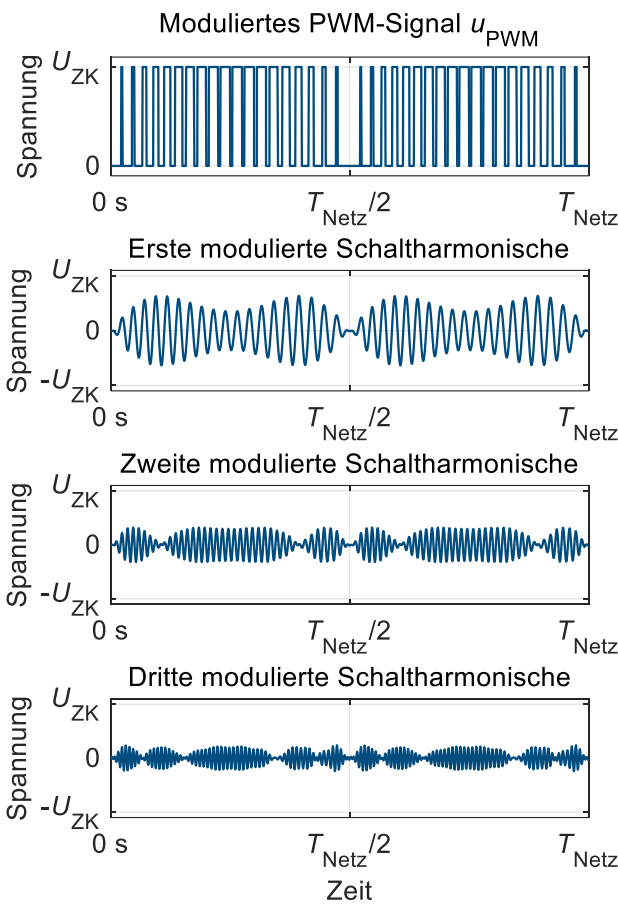 Moduliertes PWM-Signal u_PWM
Spannung
U_ZK
0
0 s
T_Netz/2
T_Netz
Erste modulierte Schaltharmonische
Spannung
U_ZK
0
-U_ZK
0 s
T_Netz/2
T_Netz
Zweite modulierte Schaltharmonische
Spannung
U_ZK
0
-U_ZK
0 s
T_Netz/2
T_Netz
Dritte modulierte Schaltharmonische
Spannung
U_ZK
0
-U_ZK
0 s
T_Netz/2
T_Netz
Zeit